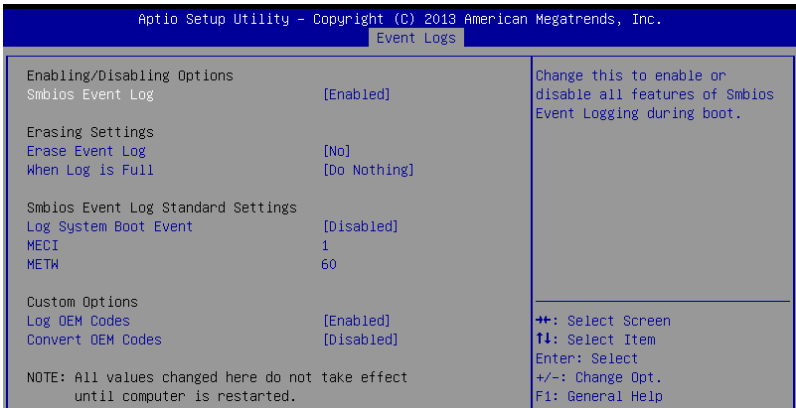 Aptio Setup Utility – Copyright (C) 2013 American Megatrends, Inc.
Event Logs
Enabling/Disabling Options
Smbios Event Log [Enabled]
Erasing Settings
Erase Event Log [No]
When Log is Full [Do Nothing]
Smbios Event Log Standard Settings
Log System Boot Event [Disabled]
MECI 1
METW 60
Custom Options
Log OEM Codes [Enabled]
Convert OEM Codes [Disabled]
NOTE: All values changed here do not take effect
until computer is restarted.
Change this to enable or
disable all features of Smbios
Event Logging during boot.
→←: Select Screen
↑↓: Select Item
Enter: Select
+/-: Change Opt.
F1: General Help